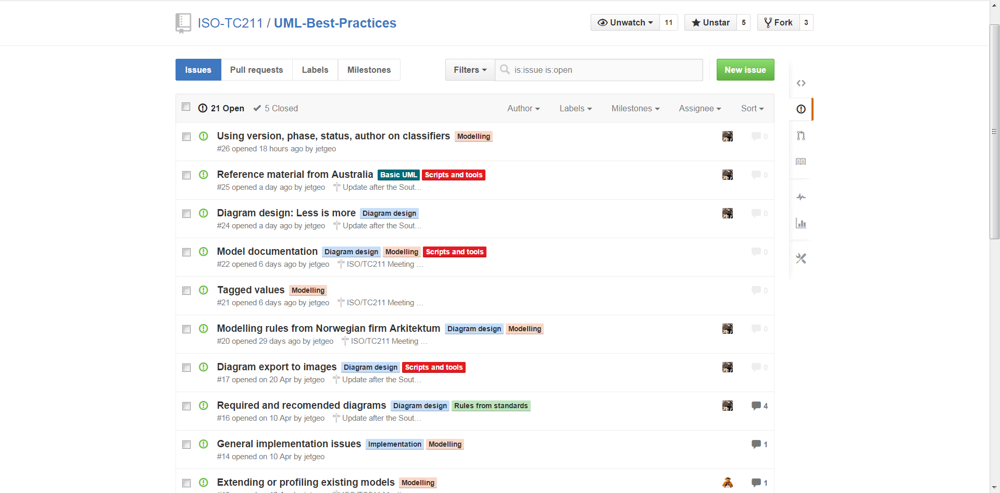 ISO-TC211 / UML-Best-Practices
Unwatch 11 Unstar 5 Fork 3
Issues Pull requests Labels Milestones Filters is:issue is:open New issue
21 Open 5 Closed Author Labels Milestones Assignee Sort
Using version, phase, status, author on classifiers Modelling 0
#26 opened 18 hours ago by jetgeo
Reference material from Australia Basic UML Scripts and tools 0
#25 opened a day ago by jetgeo Update after the Sout…
Diagram design: Less is more Diagram design 0
#24 opened a day ago by jetgeo Update after the Sout…
Model documentation Diagram design Modelling Scripts and tools 0
#22 opened 6 days ago by jetgeo ISO/TC211 Meeting …
Tagged values Modelling 0
#21 opened 6 days ago by jetgeo ISO/TC211 Meeting …
Modelling rules from Norwegian firm Arkitektum Diagram design Modelling 0
#20 opened 29 days ago by jetgeo ISO/TC211 Meeting …
Diagram export to images Diagram design Scripts and tools 0
#17 opened on 20 Apr by jetgeo Update after the Sout…
Required and recomended diagrams Diagram design Rules from standards 4
#16 opened on 10 Apr by jetgeo Update after the Sout…
General implementation issues Implementation Modelling 1
#14 opened on 10 Apr by jetgeo
Extending or profiling existing models Modelling 1